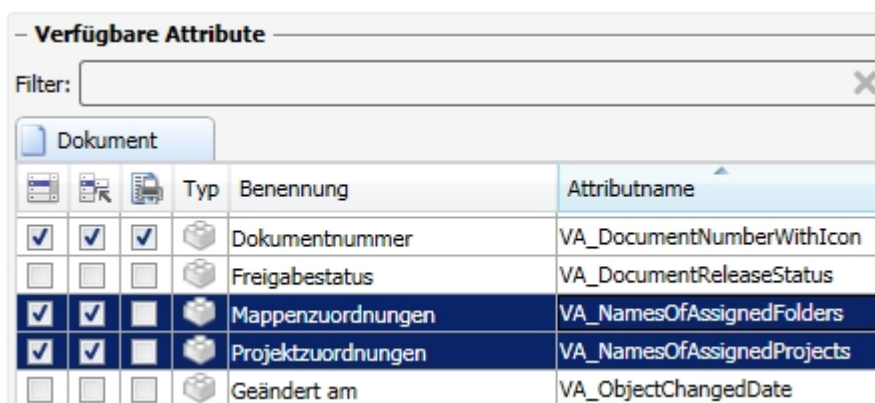 Verfügbare Attribute
Filter:
Dokument
Typ Benennung Attributname
Dokumentnummer VA_DocumentNumberWithIcon
Freigabestatus VA_DocumentReleaseStatus
Mappenzuordnungen VA_NamesOfAssignedFolders
Projektzuordnungen VA_NamesOfAssignedProjects
Geändert am VA_ObjectChangedDate